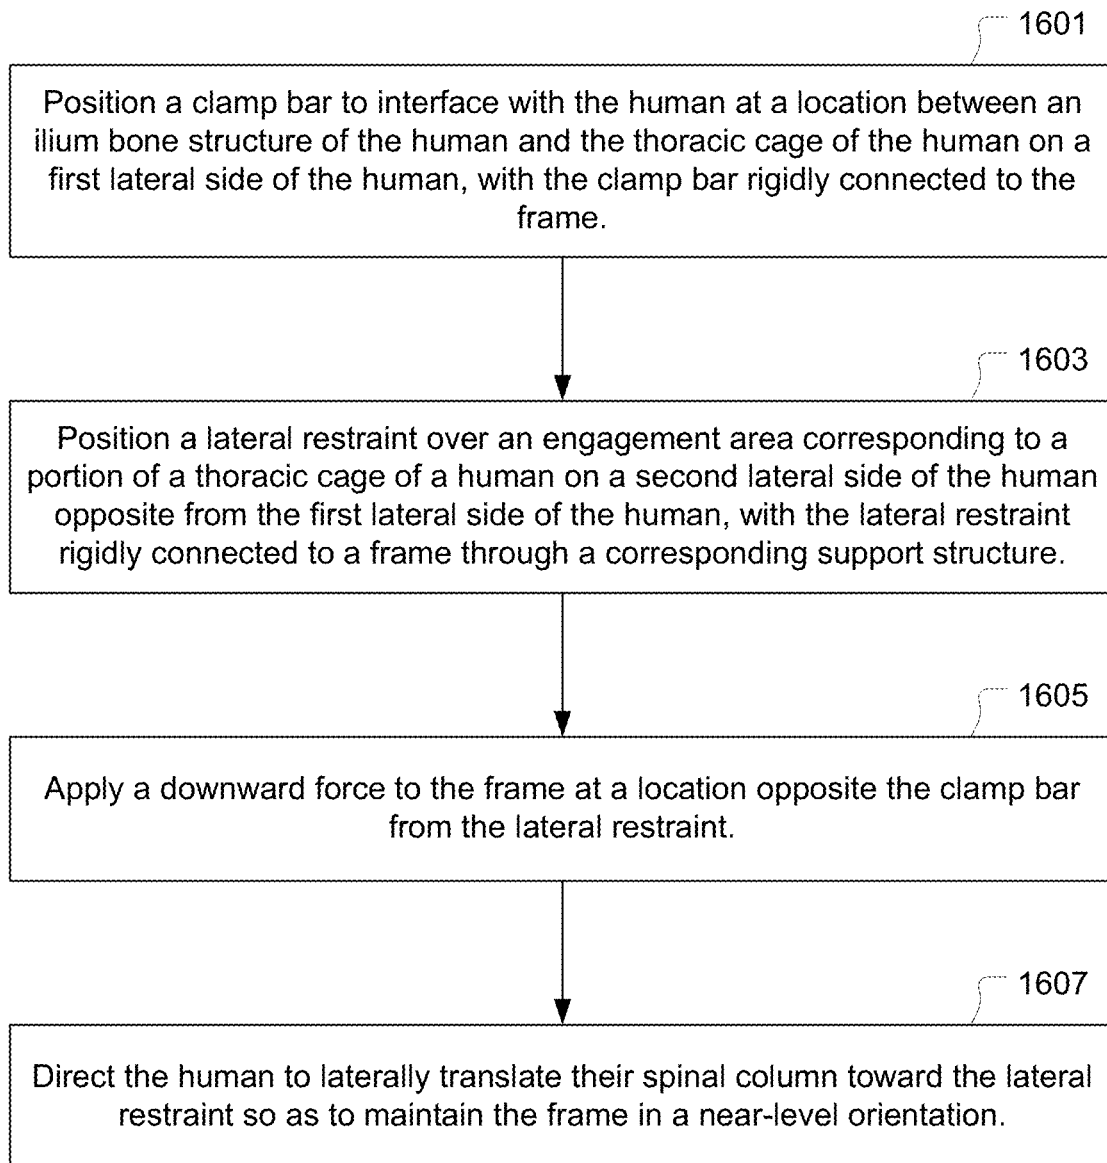 1601
Position a clamp bar to interface with the human at a location between an
ilium bone structure of the human and the thoracic cage of the human on a
first lateral side of the human, with the clamp bar rigidly connected to the
frame.
1603
Position a lateral restraint over an engagement area corresponding to a
portion of a thoracic cage of a human on a second lateral side of the human
opposite from the first lateral side of the human, with the lateral restraint
rigidly connected to a frame through a corresponding support structure.
1605
Apply a downward force to the frame at a location opposite the clamp bar
from the lateral restraint.
1607
Direct the human to laterally translate their spinal column toward the lateral
restraint so as to maintain the frame in a near-level orientation.